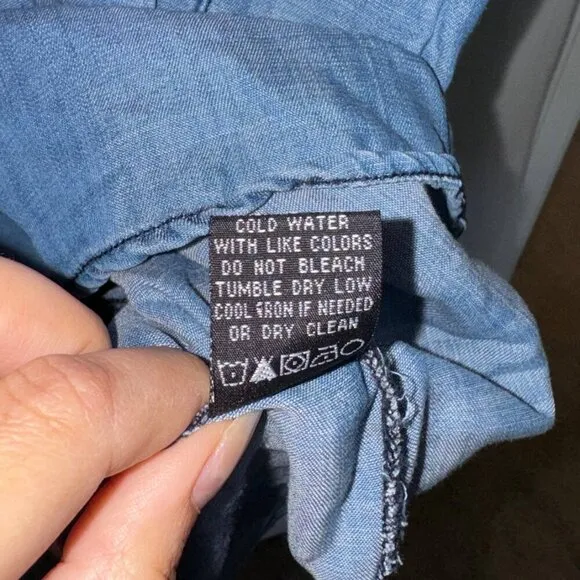 COLD WATER
WITH LIKE COLORS
DO NOT BLEACH
TUMBLE DRY LOW
COOL IRON IF NEEDED
OR DRY CLEAN